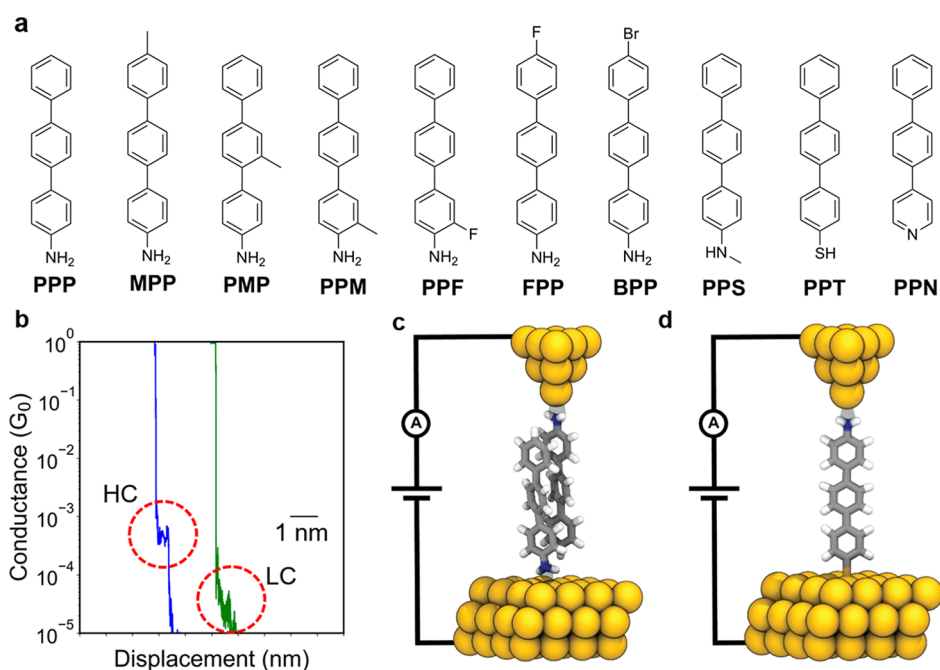 a
F
Br
F
NH₂
NH₂
NH₂
NH₂
NH₂
NH₂
NH₂
HN
SH
N
PPP MPP PMP PPM PPF FPP BPP PPS PPT PPN
b
Conductance (G₀)
10⁰
10⁻¹
10⁻²
10⁻³
10⁻⁴
10⁻⁵
HC
LC
1 nm
Displacement (nm)
c
A
d
A